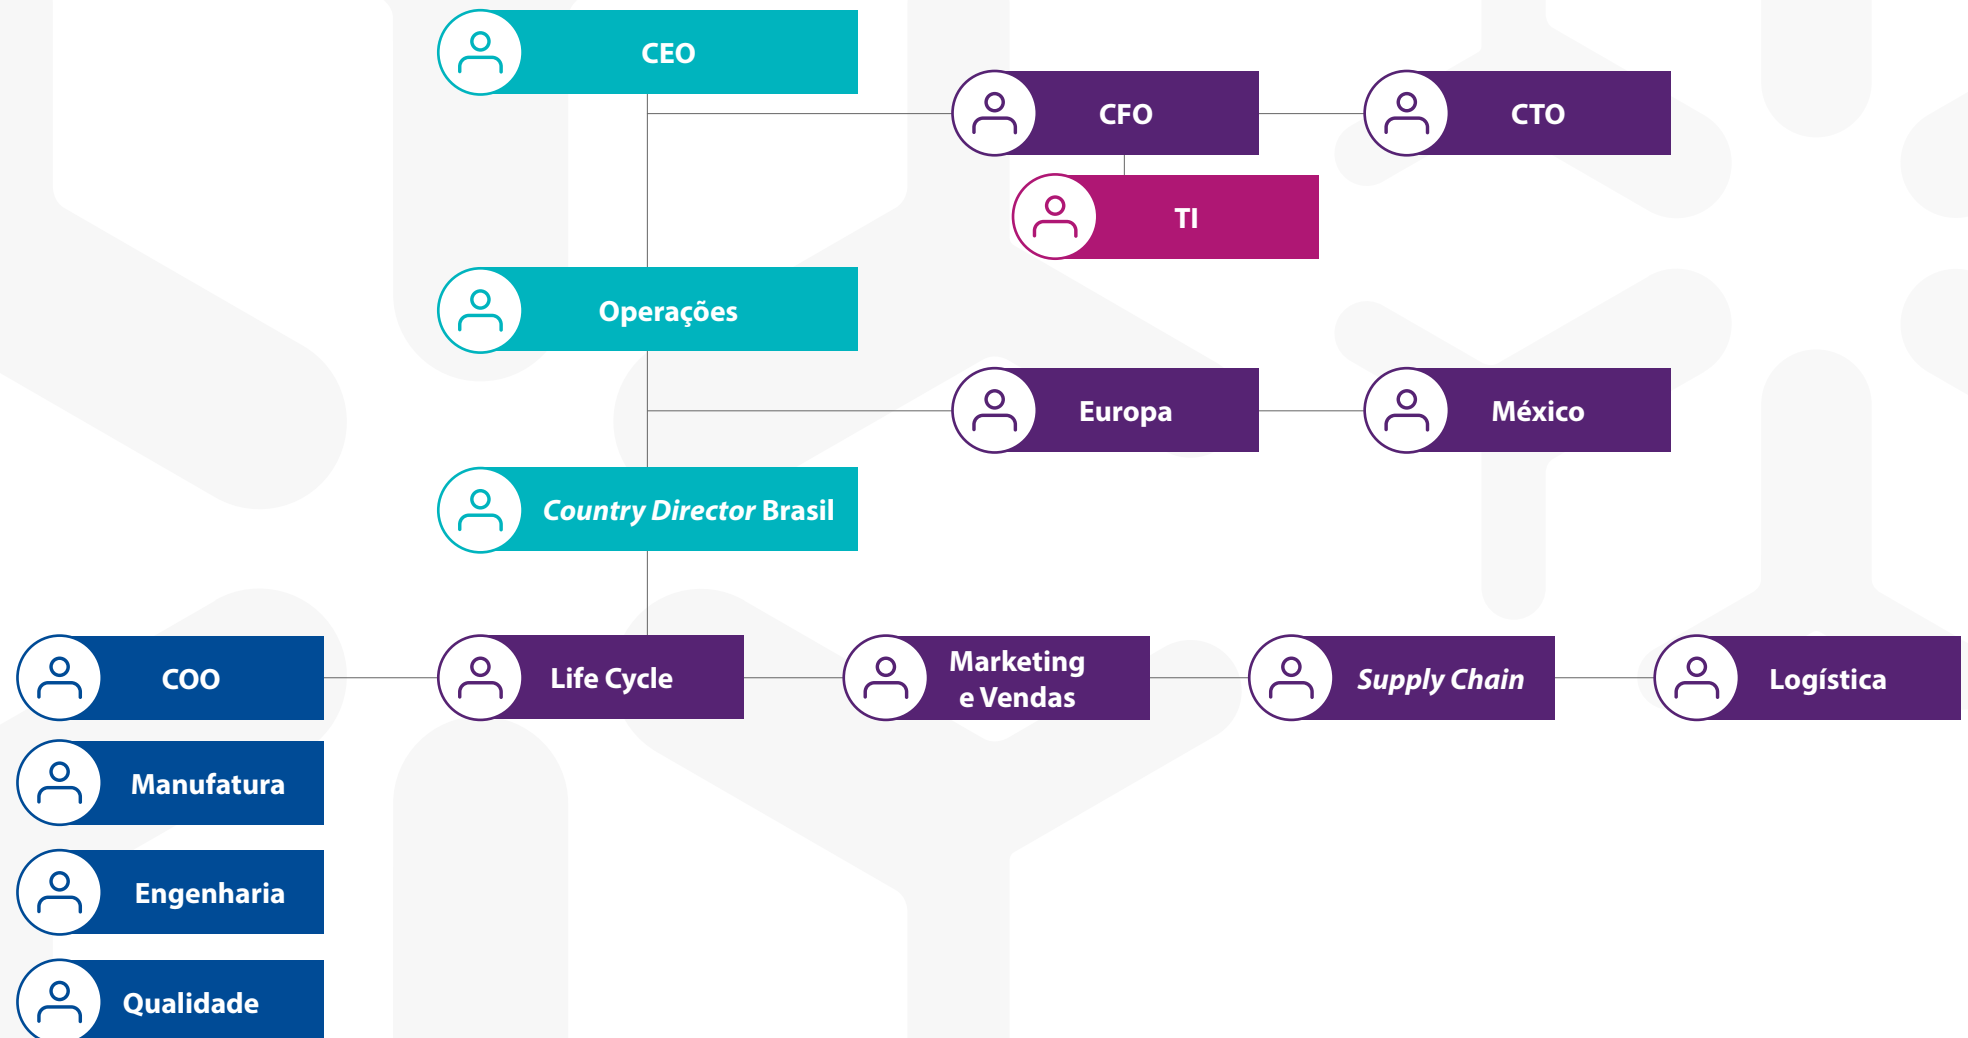 CEO
CFO
CTO
TI
Operações
Europa
México
Country Director Brasil
COO
Life Cycle
Marketing
e Vendas
Supply Chain
Logística
Manufatura
Engenharia
Qualidade